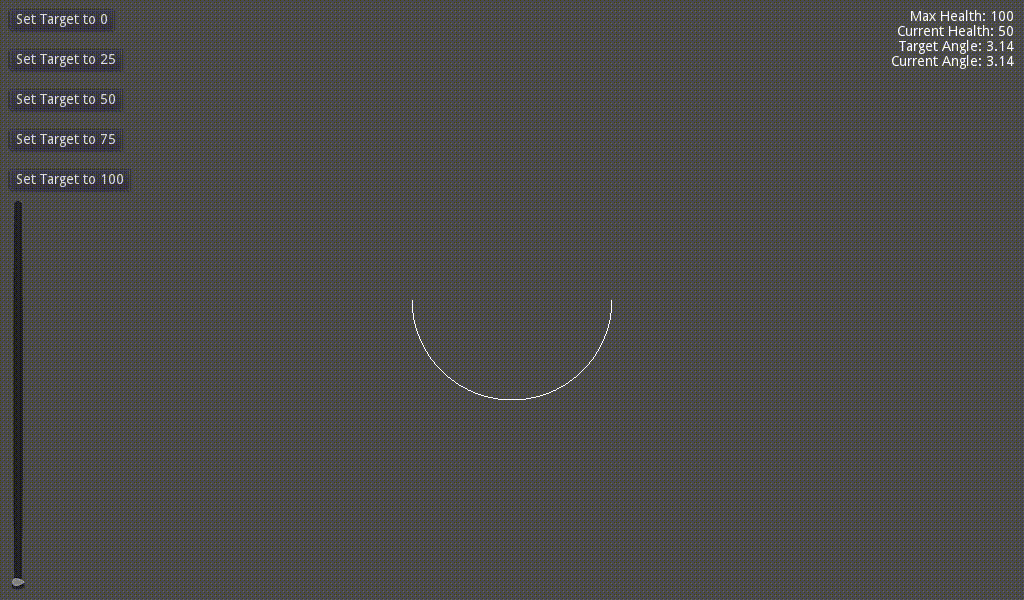 Set Target to 0
Set Target to 25
Set Target to 50
Set Target to 75
Set Target to 100
Max Health: 100
Current Health: 50
Target Angle: 3.14
Current Angle: 3.14